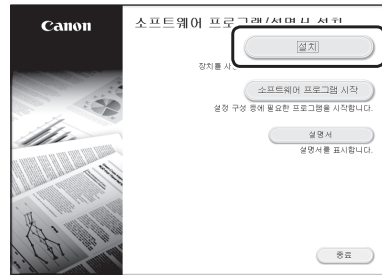 Canon
소프트웨어 프로그램/설명서 설치
설치
장치를 사
소프트웨어 프로그램 시작
설정 구성 등에 필요한 프로그램을 시작합니다.
설명서
설명서를 표시합니다.
종료